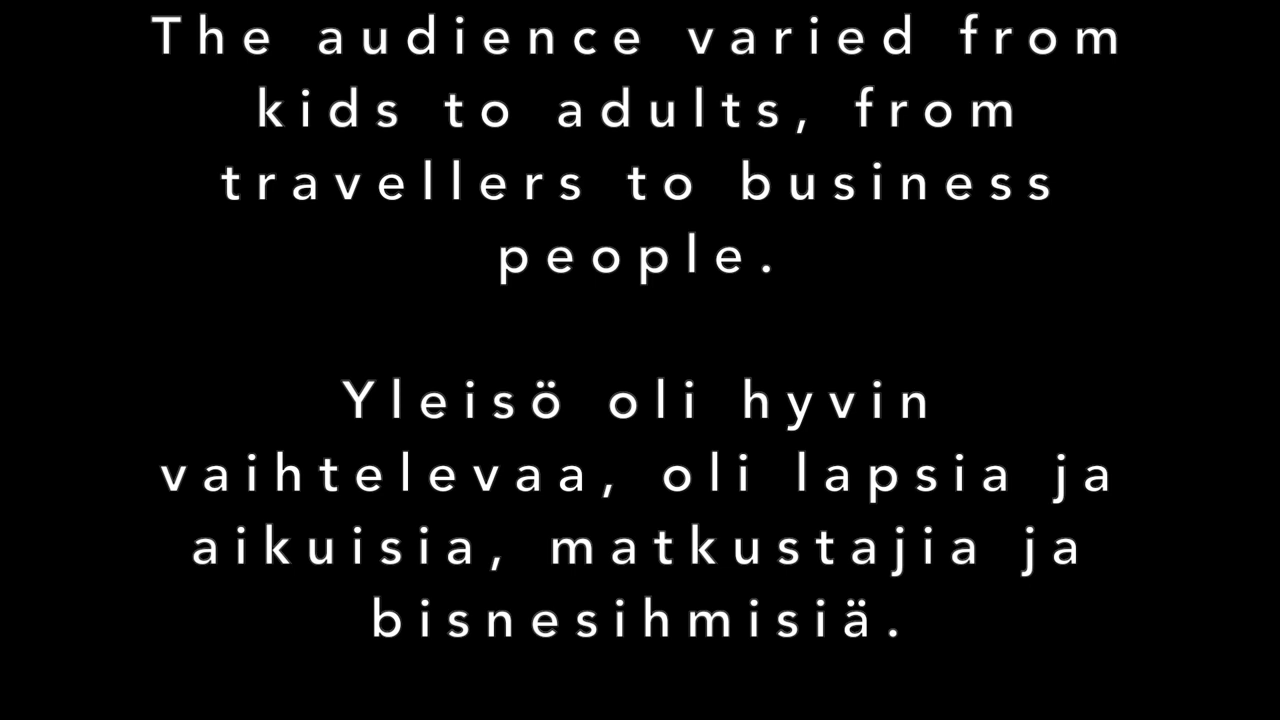 The audience varied from
kids to adults, from
travellers to business
people.
Yleisö oli hyvin
vaihtelevaa, oli lapsia ja
aikuisia, matkustajia ja
bisnesihmisiä.